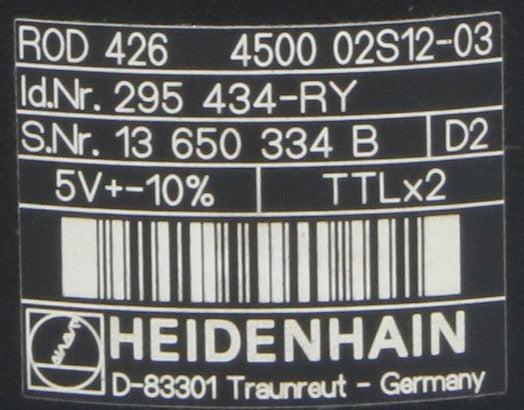 ROD 426 4500 02S12-03
Id.Nr. 295 434-RY
S.Nr. 13 650 334 B D2
5V+-10% TTLx2
HEIDENHAIN
D-83301 Traunreut - Germany